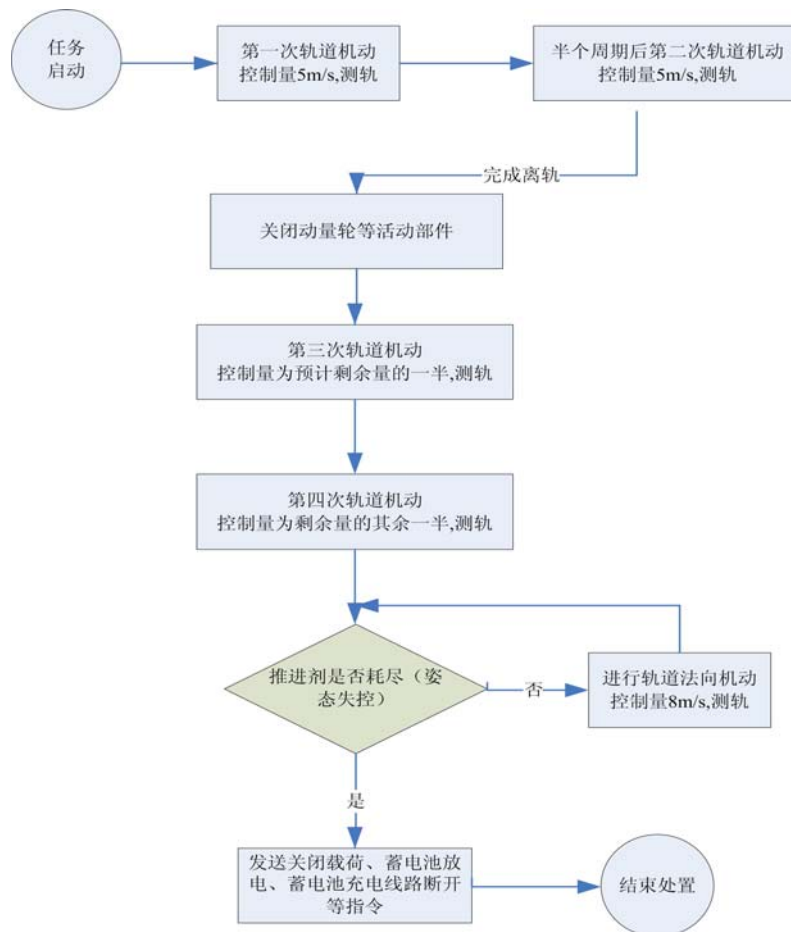 任务
启动
第一次轨道机动
控制量5m/s,测轨
半个周期后第二次轨道机动
控制量5m/s,测轨
完成离轨
关闭动量轮等活动部件
第三次轨道机动
控制量为预计剩余量的一半,测轨
第四次轨道机动
控制量为剩余量的其余一半,测轨
推进剂是否耗尽（姿
态失控）
否
进行轨道法向机动
控制量8m/s,测轨
是
发送关闭载荷、蓄电池放
电、蓄电池充电线路断开
等指令
结束处置